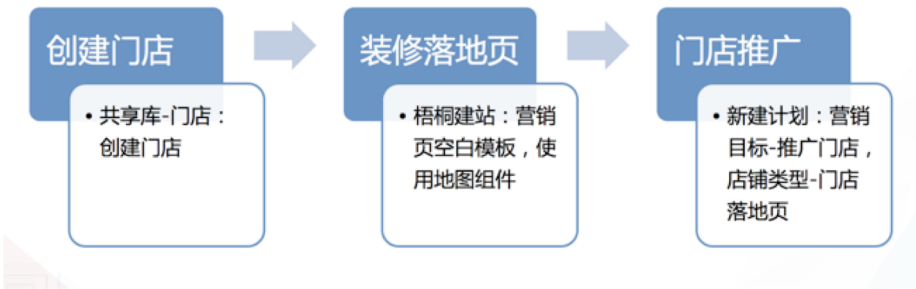 创建门店
• 共享库-门店：
创建门店
装修落地页
• 梧桐建站：营销
页空白模板，使
用地图组件
门店推广
• 新建计划：营销
目标-推广门店，
店铺类型-门店
落地页